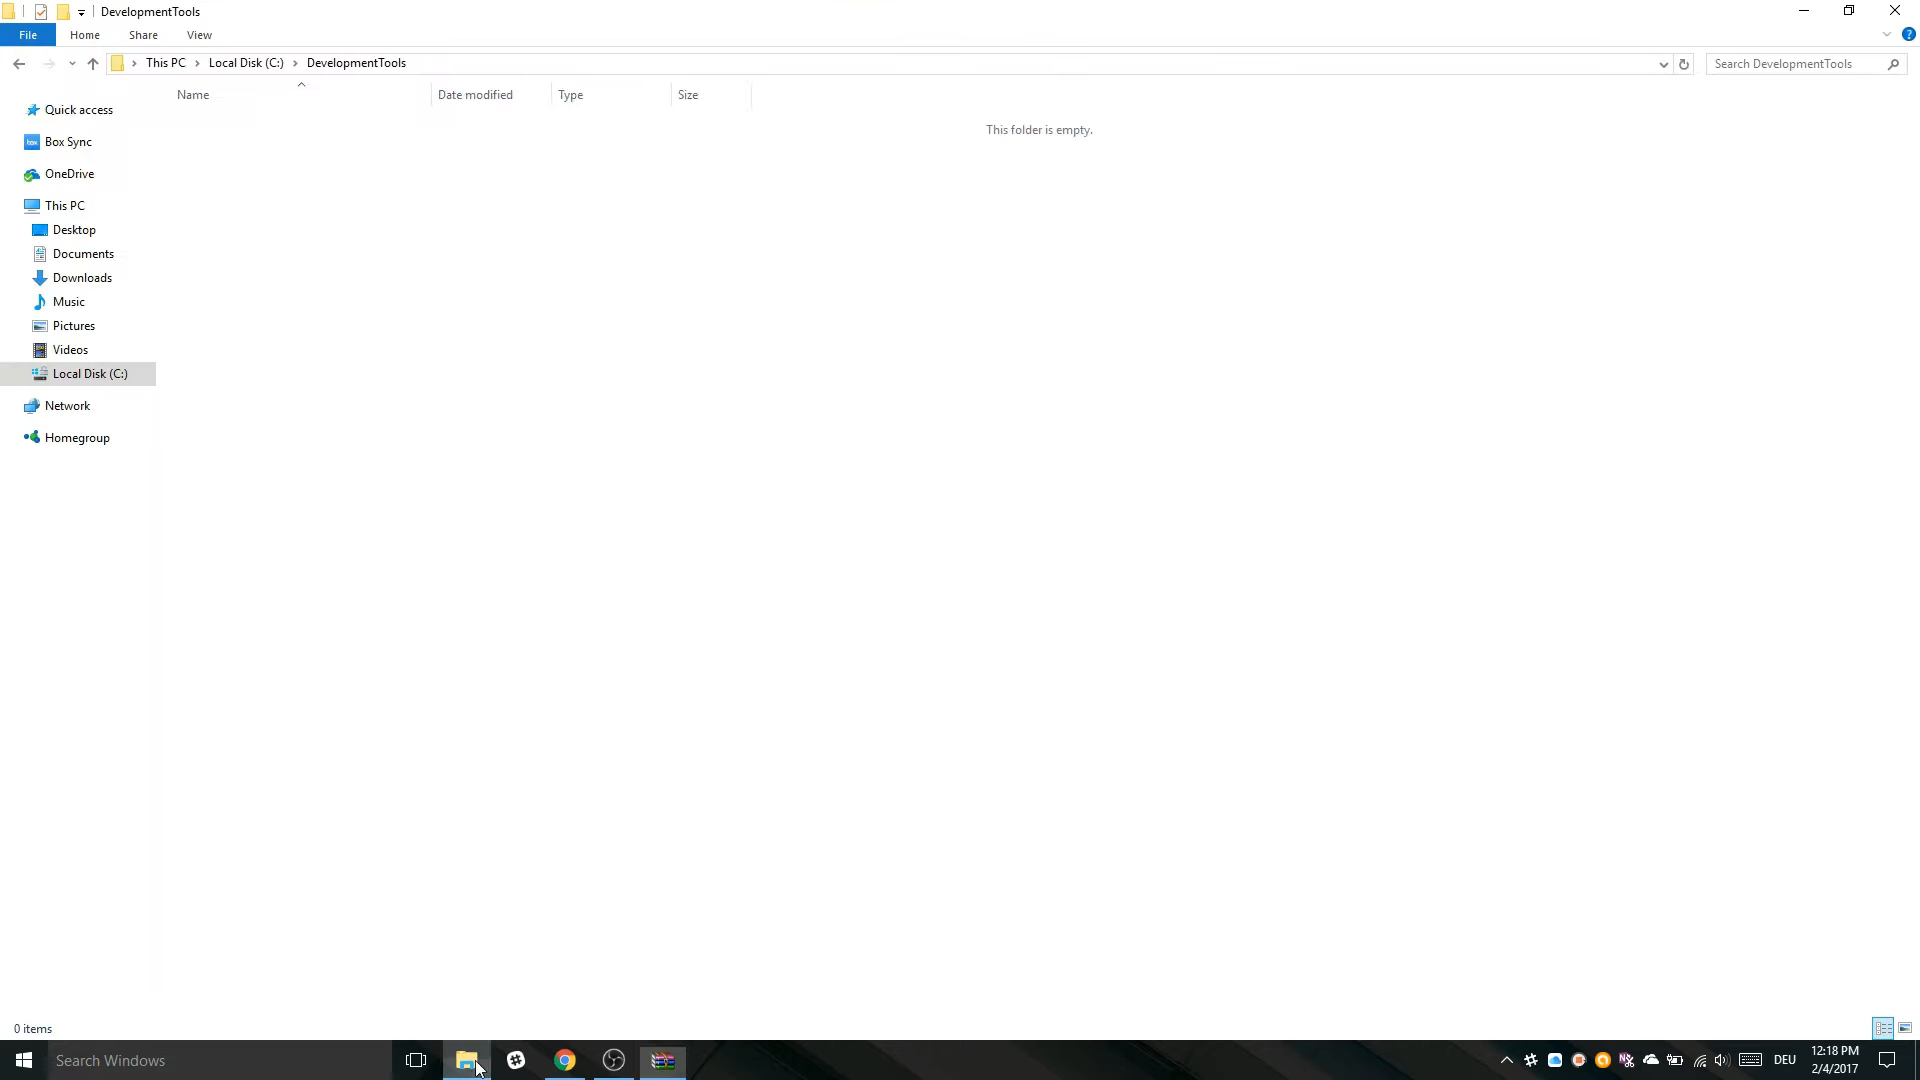 DevelopmentTools
File Home Share View
This PC Local Disk (C:) DevelopmentTools
Search DevelopmentTools
Name Date modified Type Size
This folder is empty.
Quick access
Box Sync
OneDrive
This PC
Desktop
Documents
Downloads
Music
Pictures
Videos
Local Disk (C:)
Network
Homegroup
0 items
Search Windows
DEU
12:18 PM
2/4/2017